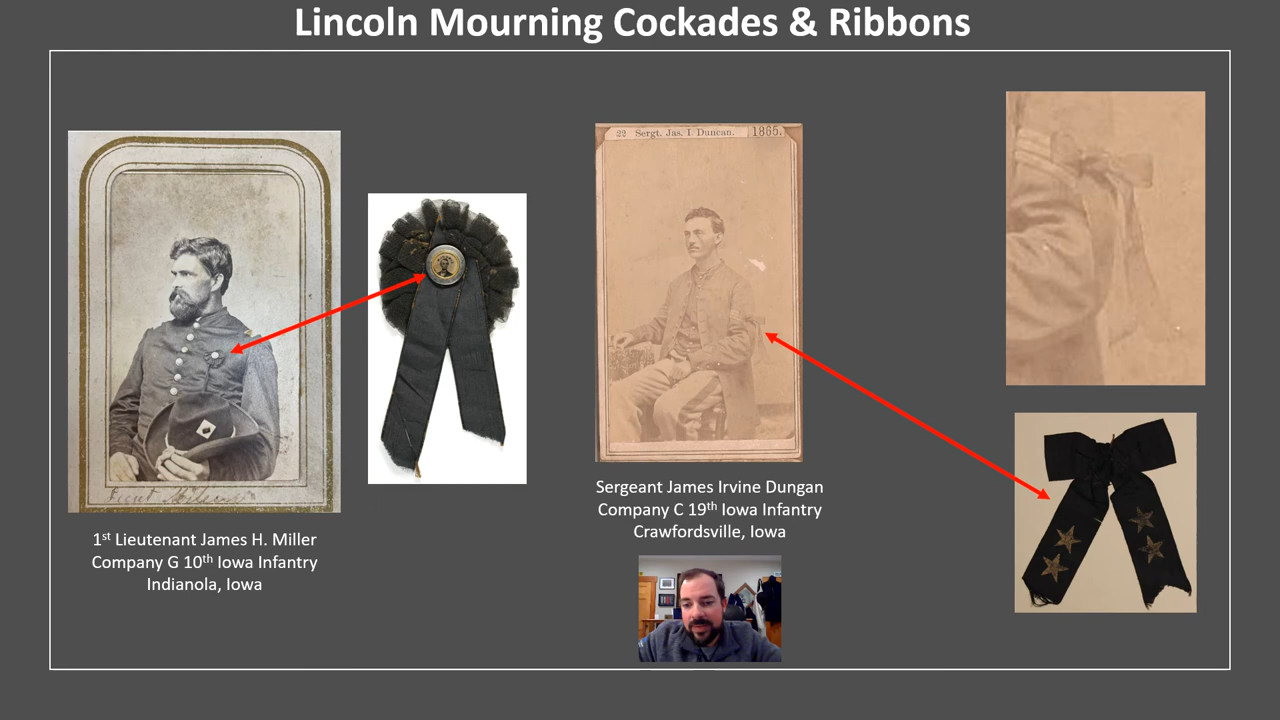 Lincoln Mourning Cockades & Ribbons
22 Sergt. Jas. I. Duncan. 1865.
Lieut
1st Lieutenant James H. Miller
Company G 10th Iowa Infantry
Indianola, Iowa
Sergeant James Irvine Dungan
Company C 19th Iowa Infantry
Crawfordsville, Iowa